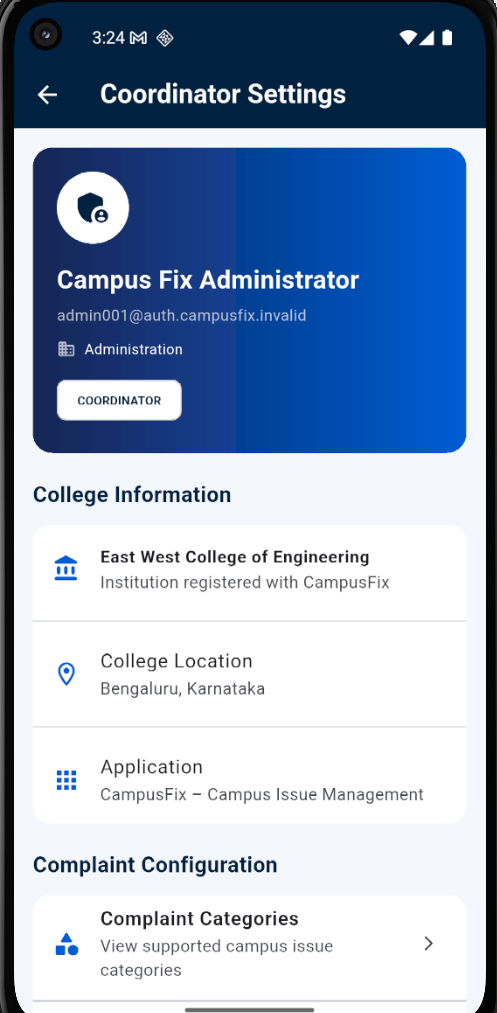 3:24
Coordinator Settings
Campus Fix Administrator
admin001@auth.campusfix.invalid
Administration
COORDINATOR
College Information
East West College of Engineering
Institution registered with CampusFix
College Location
Bengaluru, Karnataka
Application
CampusFix – Campus Issue Management
Complaint Configuration
Complaint Categories
View supported campus issue
categories